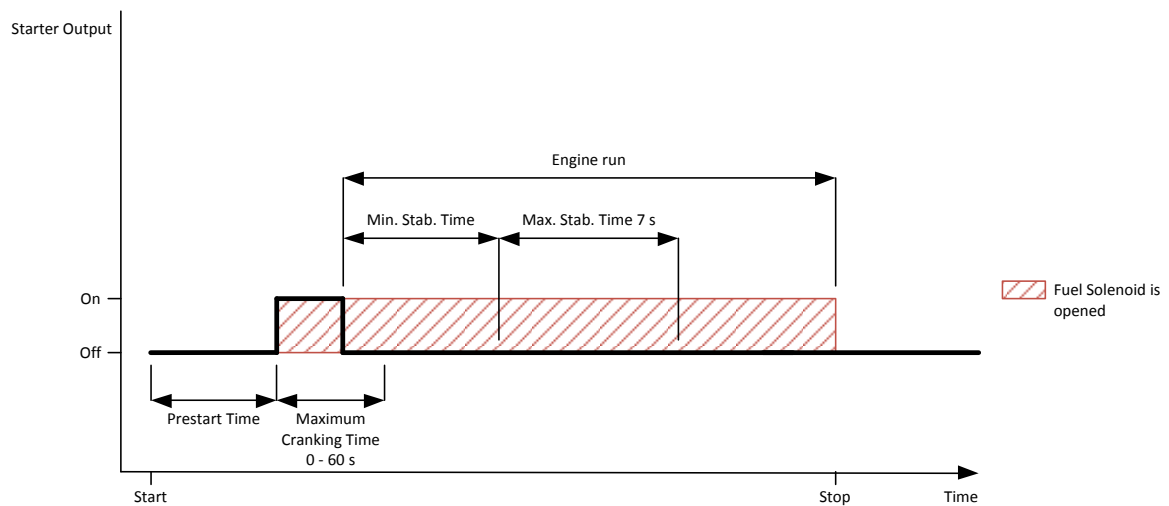 Starter Output
Engine run
Min. Stab. Time
Max. Stab. Time 7 s
On
Fuel Solenoid is
opened
Off
Prestart Time
Maximum
Cranking Time
0 - 60 s
Start
Stop
Time